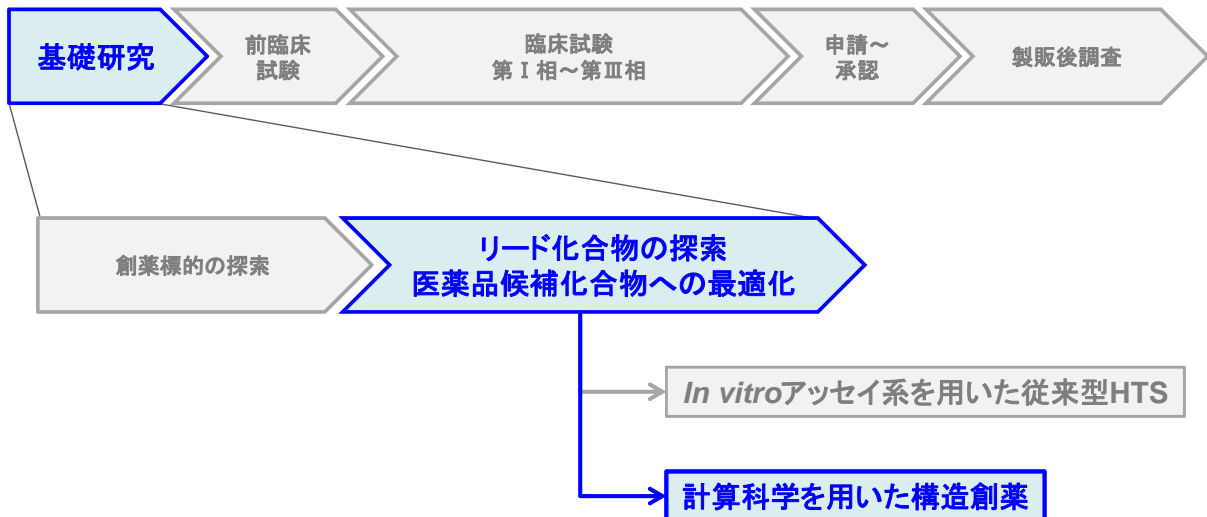 基礎研究
前臨床
試験
臨床試験
第Ⅰ相～第Ⅲ相
申請～
承認
製販後調査
創薬標的の探索
リード化合物の探索
医薬品候補化合物への最適化
In vitroアッセイ系を用いた従来型HTS
計算科学を用いた構造創薬